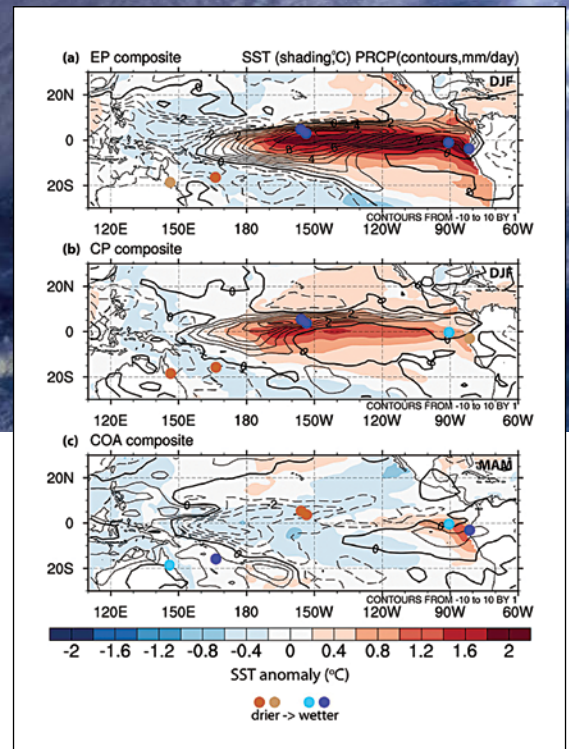 (a) EP composite SST (shading,°C) PRCP(contours,mm/day)
DJF
20N
0
20S
120E 150E 180 150W 120W 90W 60W
CONTOURS FROM -10 to 10 BY 1
(b) CP composite
DJF
20N
0
20S
CONTOURS FROM -10 to 10 BY 1
120E 150E 180 150W 120W 90W 60W
(c) COA composite
MAM
20N
0
20S
CONTOURS FROM -10 to 10 BY 1
120E 150E 180 150W 120W 90W 60W
-2 -1.6 -1.2 -0.8 -0.4 0 0.4 0.8 1.2 1.6 2
SST anomaly (°C)
drier -> wetter